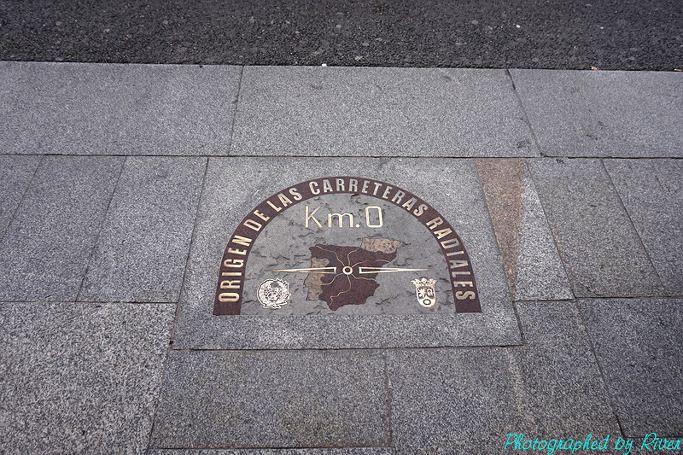 ORIGEN DE LAS CARRETERAS RADIALES
Km.0
Photographed by River